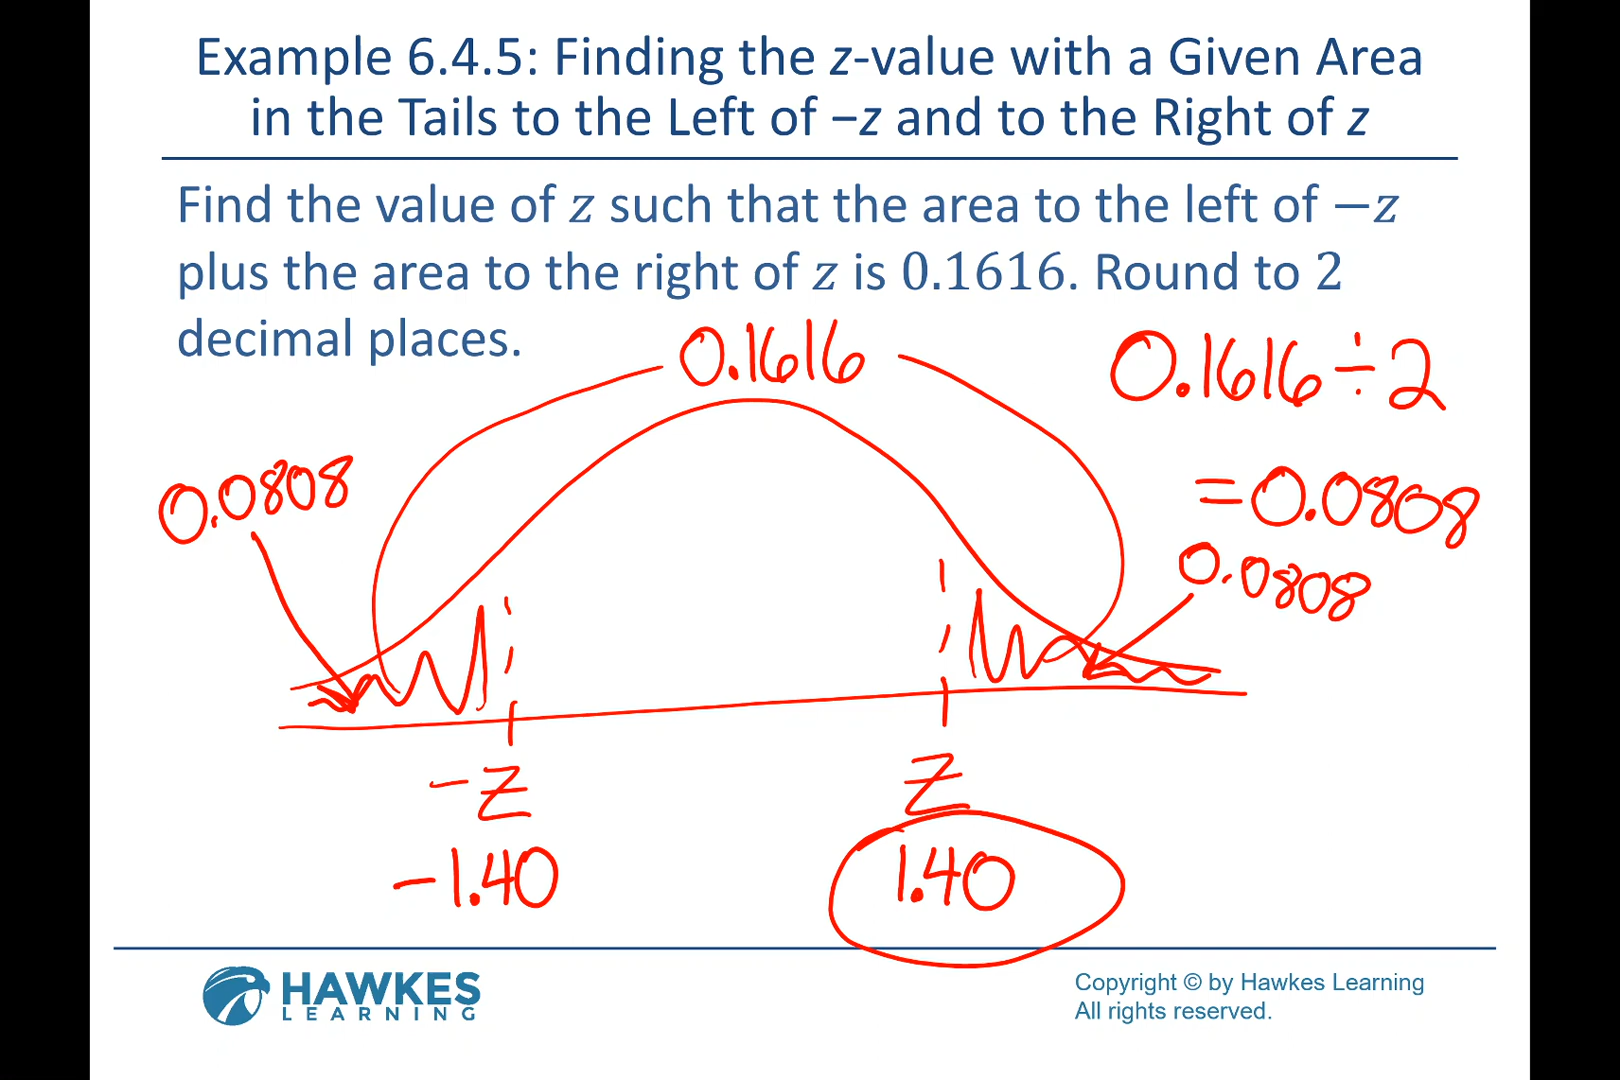 Example 6.4.5: Finding the z-value with a Given Area
in the Tails to the Left of −z and to the Right of z
Find the value of z such that the area to the left of −z
plus the area to the right of z is 0.1616. Round to 2
decimal places.
0.1616
0.1616 ÷ 2
0.0808
= 0.0808
0.0808
-z
z
-1.40
1.40
HAWKES
LEARNING
Copyright © by Hawkes Learning
All rights reserved.